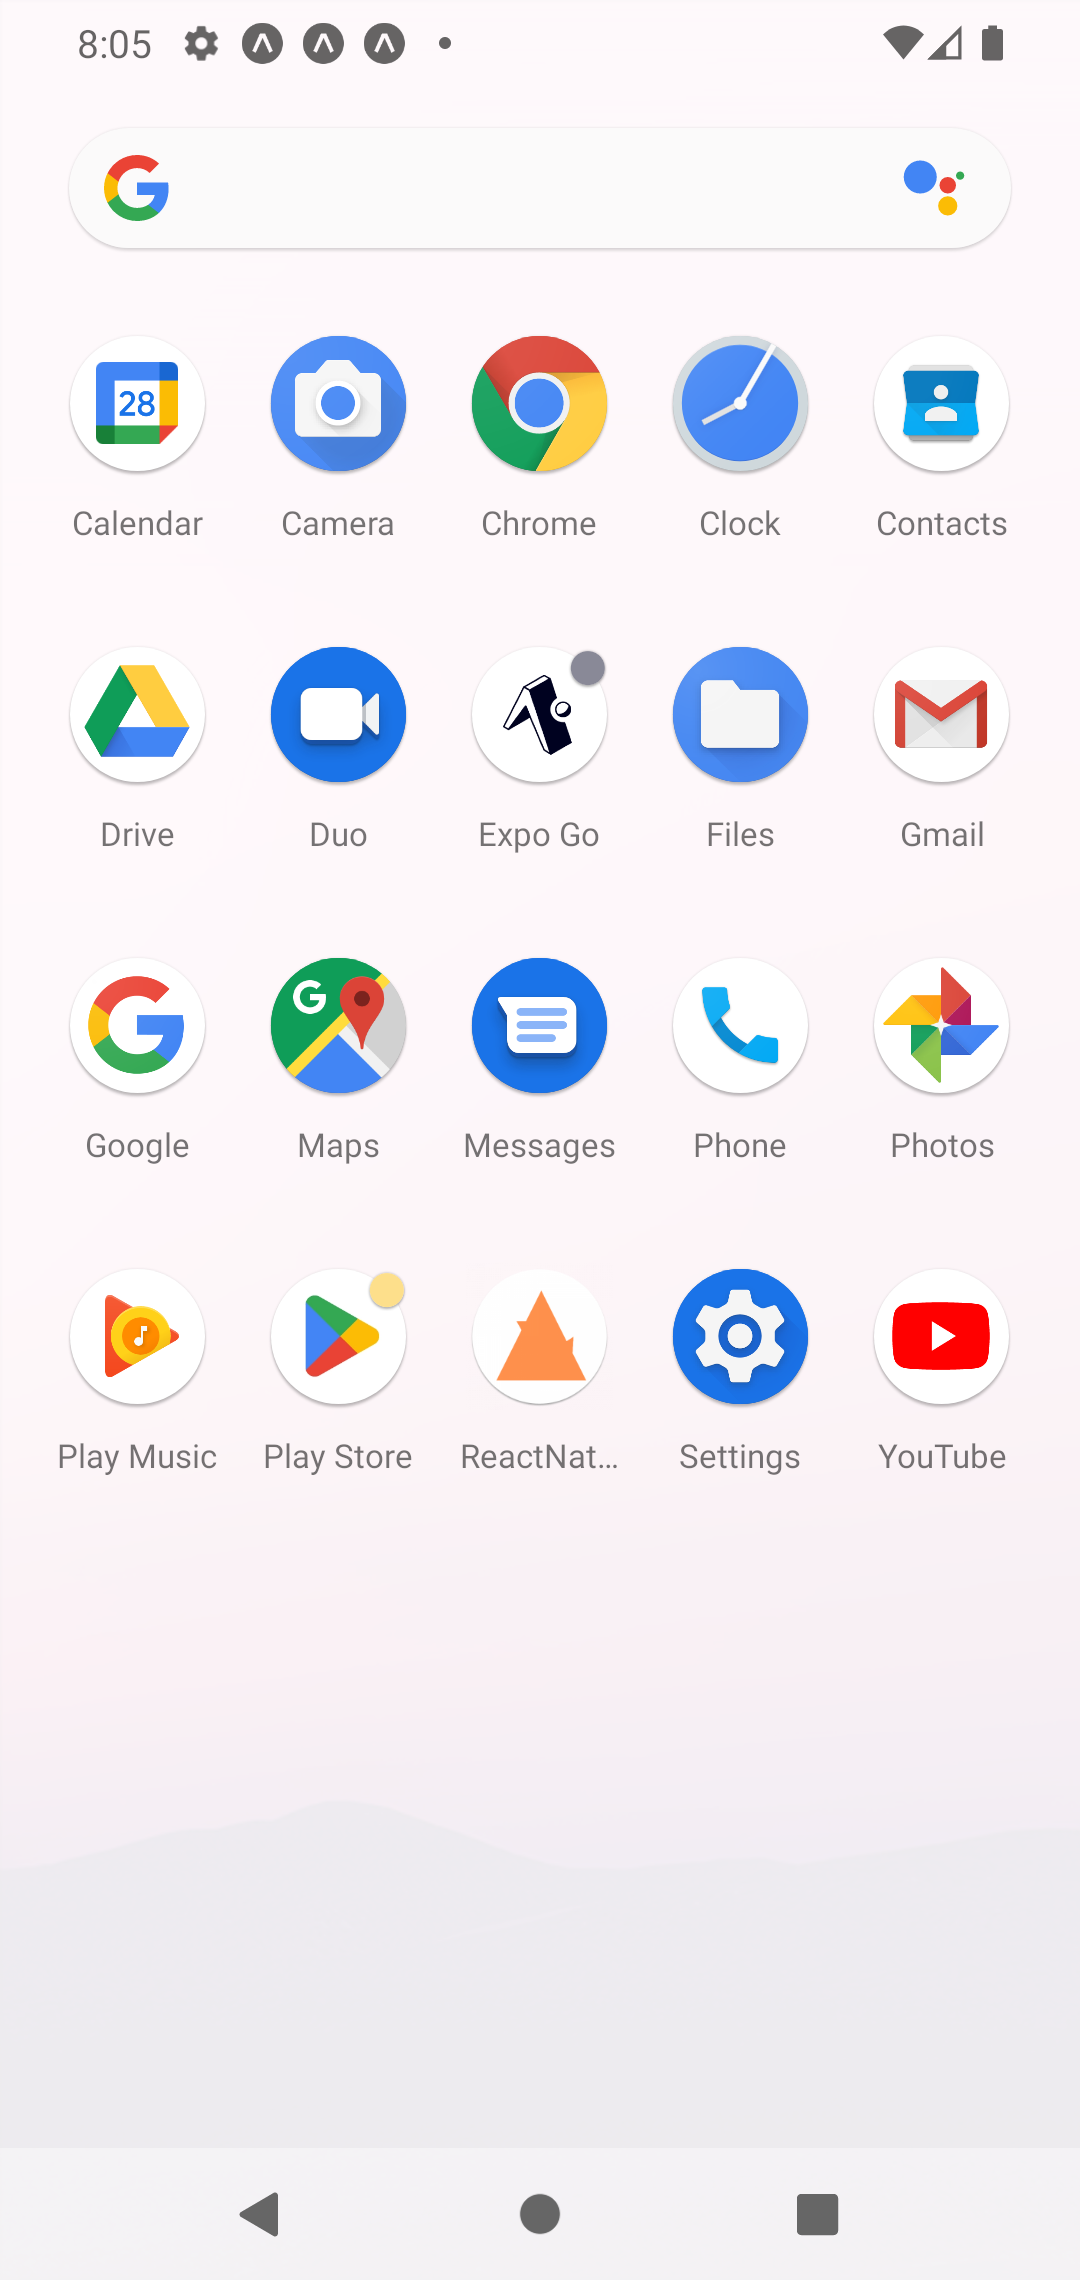 8:05
28
Calendar Camera Chrome Clock Contacts
Drive Duo Expo Go Files Gmail
Google Maps Messages Phone Photos
Play Music Play Store ReactNat... Settings YouTube